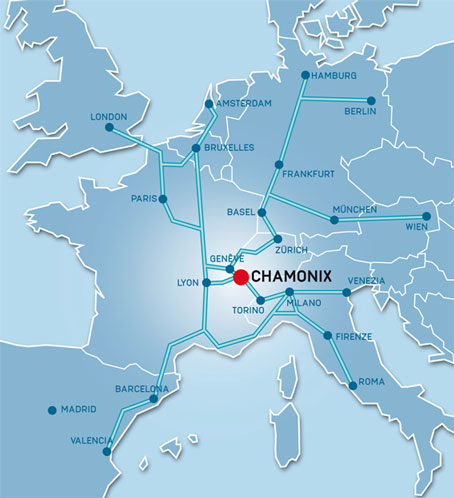 HAMBURG
AMSTERDAM
BERLIN
LONDON
BRUXELLES
FRANKFURT
PARIS
BASEL
MÜNCHEN
WIEN
ZÜRICH
GENÈVE
CHAMONIX
LYON
VENEZIA
TORINO
MILANO
FIRENZE
BARCELONA
ROMA
MADRID
VALENCIA